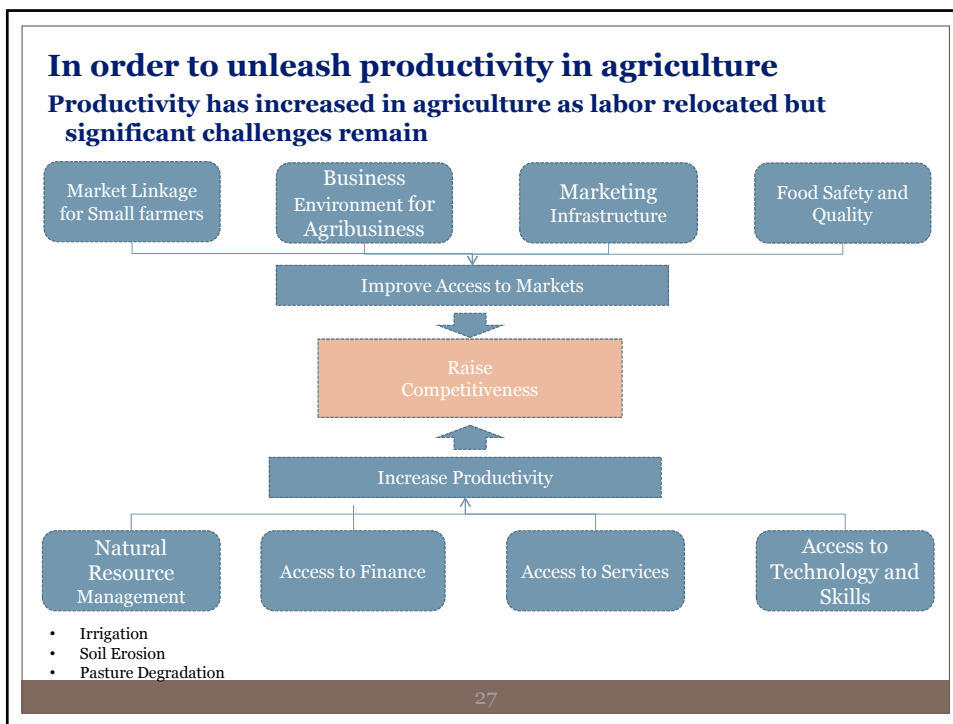 In order to unleash productivity in agriculture
Productivity has increased in agriculture as labor relocated but
significant challenges remain
Market Linkage
for Small farmers
Business
Environment for
Agribusiness
Marketing
Infrastructure
Food Safety and
Quality
Improve Access to Markets
Raise
Competitiveness
Increase Productivity
Natural
Resource
Management
Access to Finance
Access to Services
Access to
Technology and
Skills
• Irrigation
• Soil Erosion
• Pasture Degradation
27